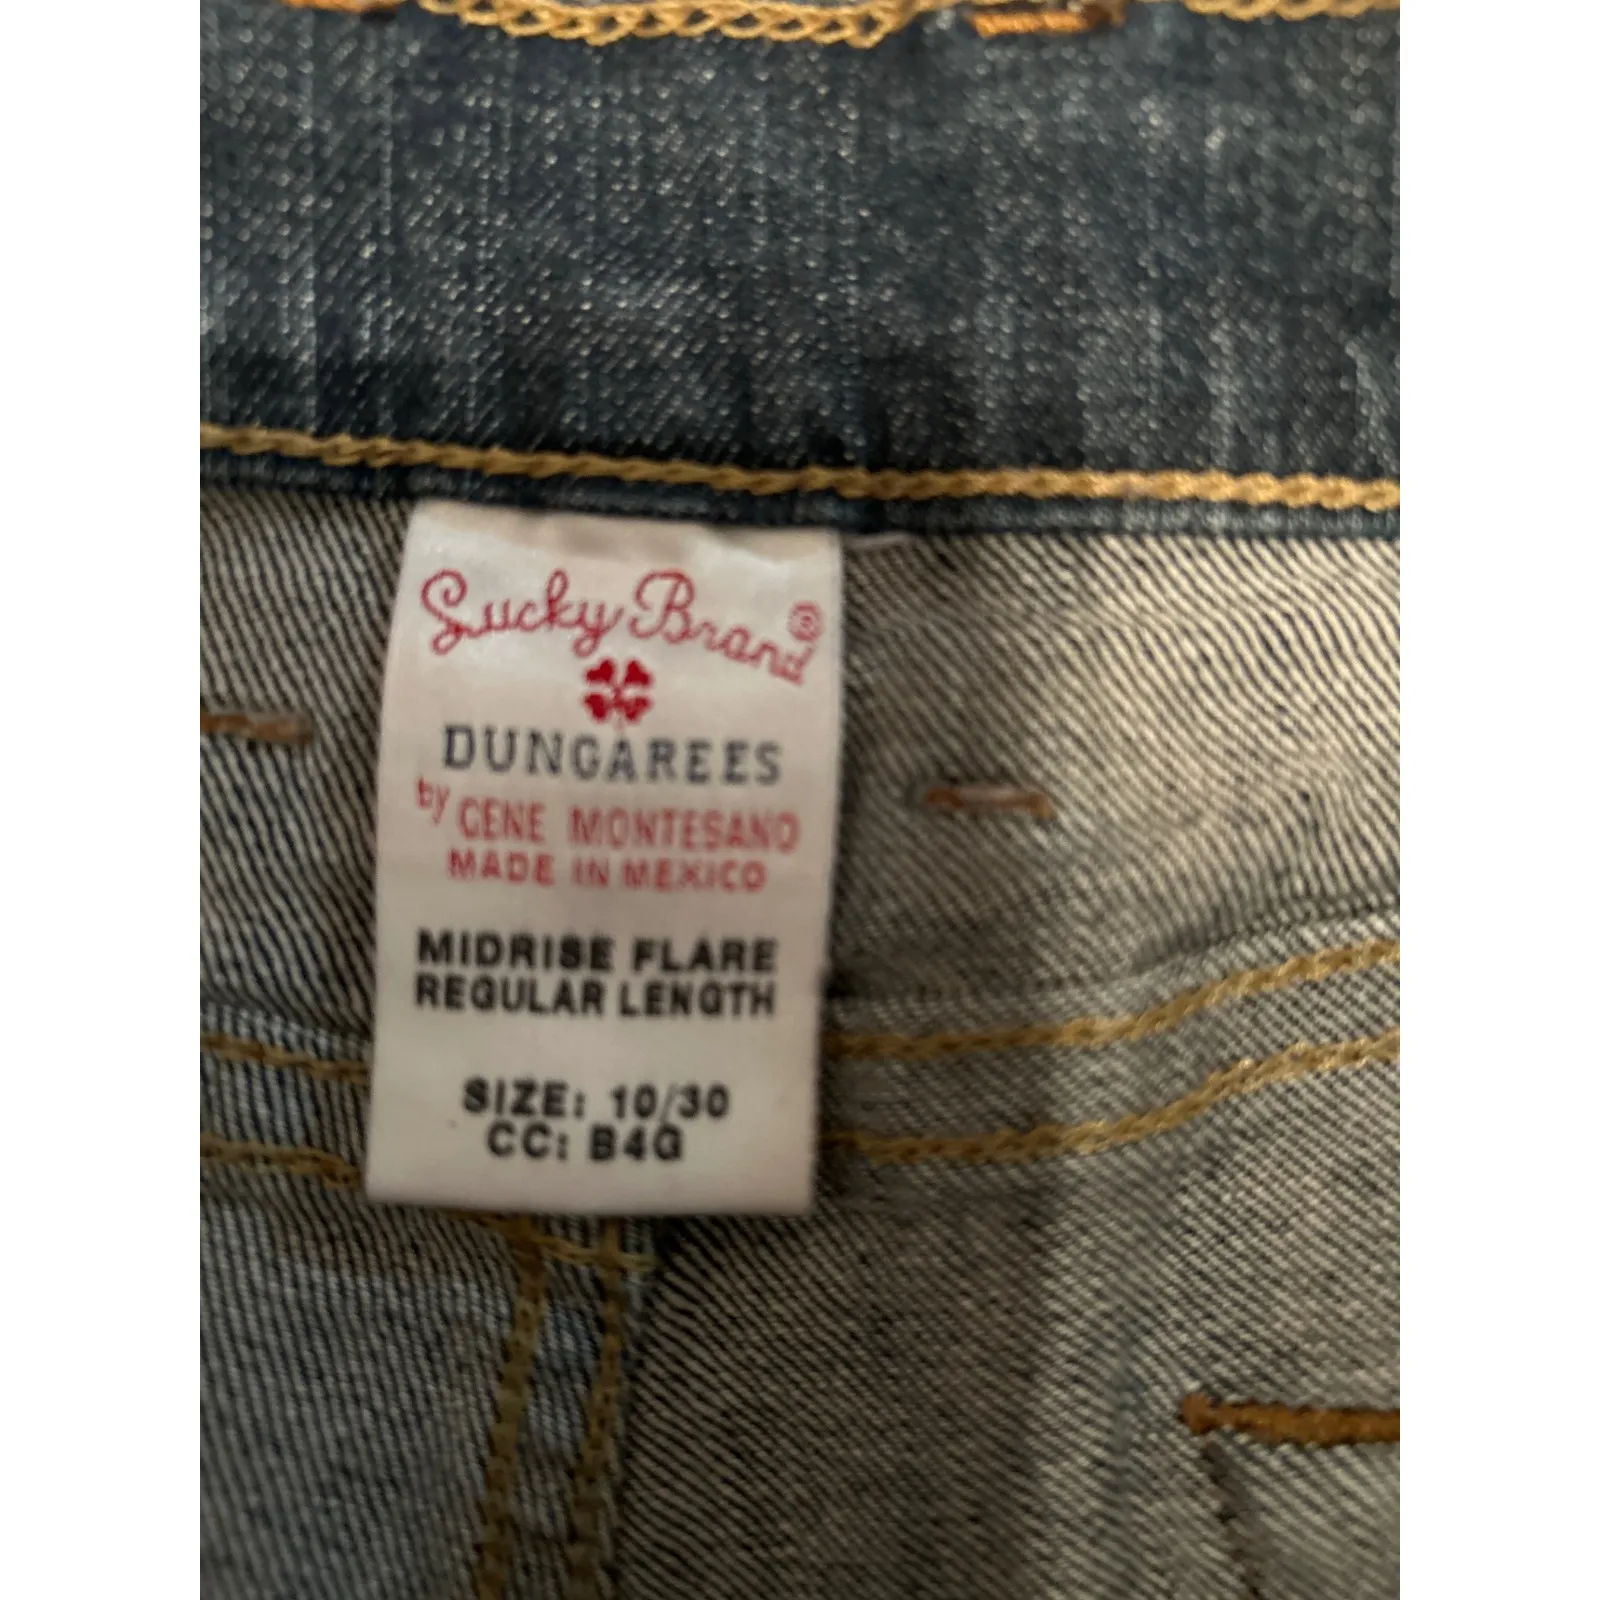 Lucky Brand®
DUNGAREES
by GENE MONTESANO
MADE IN MEXICO
MIDRISE FLARE
REGULAR LENGTH
SIZE: 10/30
CC: B4G